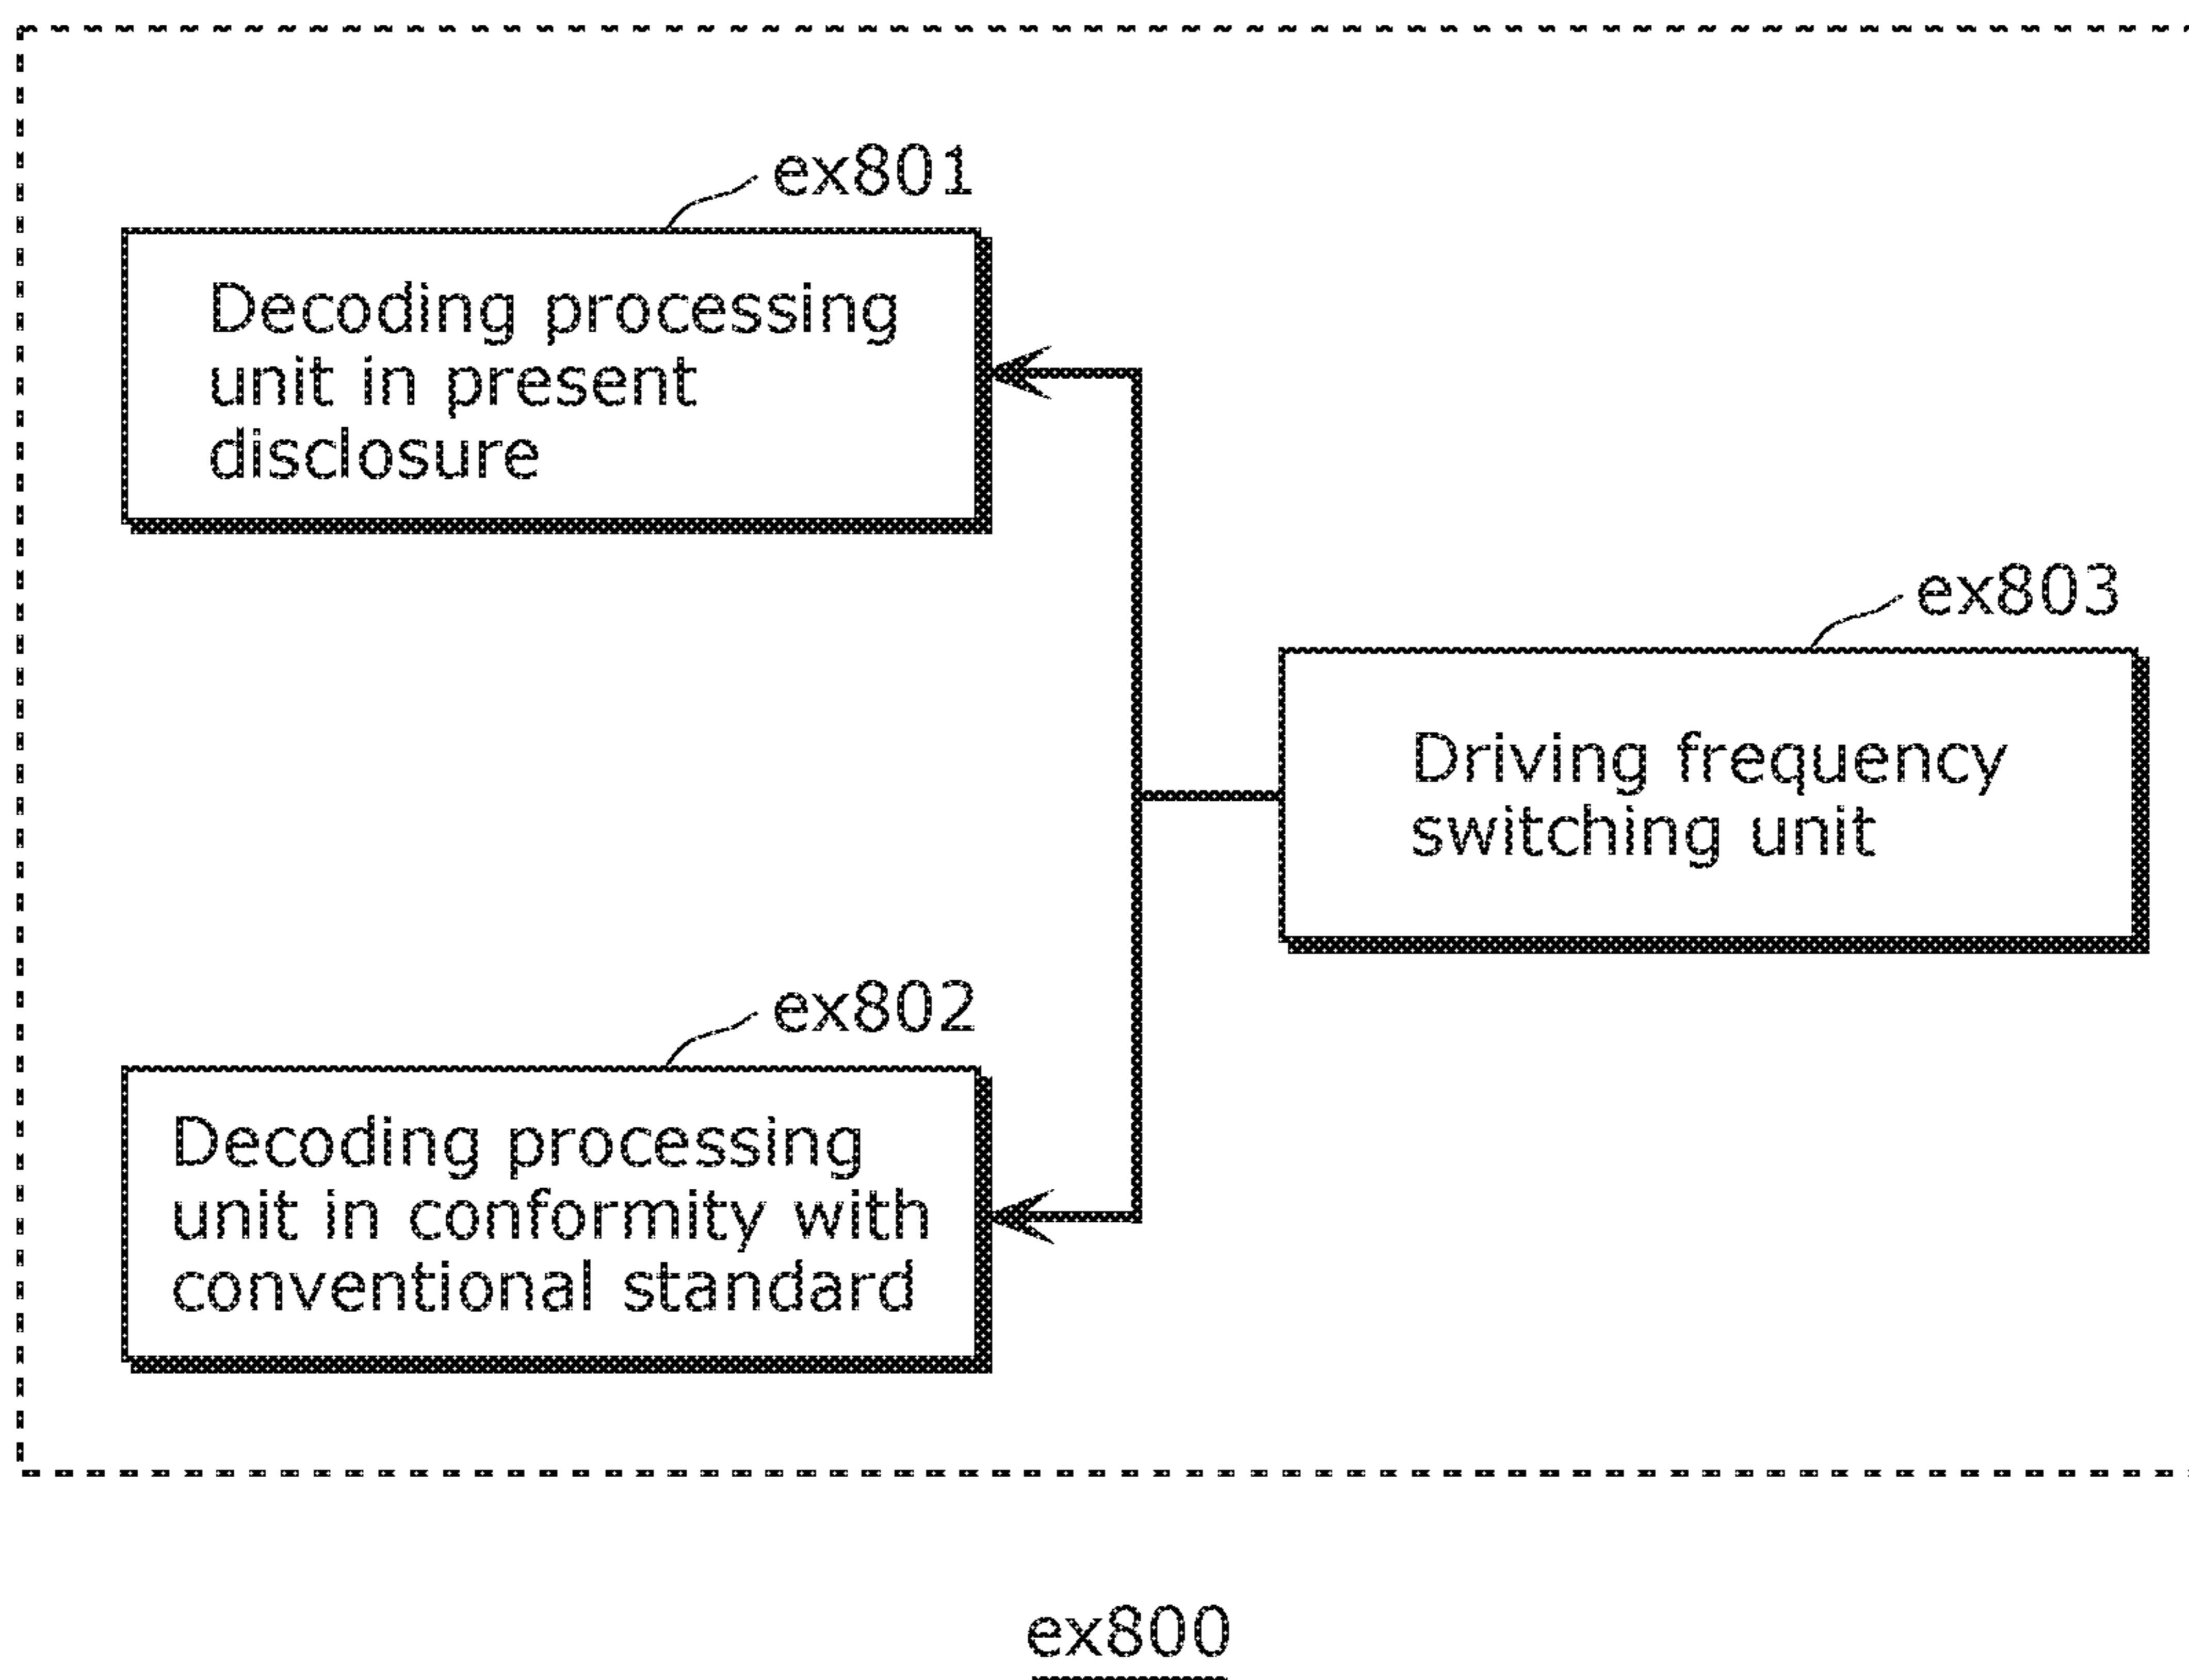 ex801
Decoding processing
unit in present
disclosure
ex803
Driving frequency
switching unit
ex802
Decoding processing
unit in conformity with
conventional standard
ex800